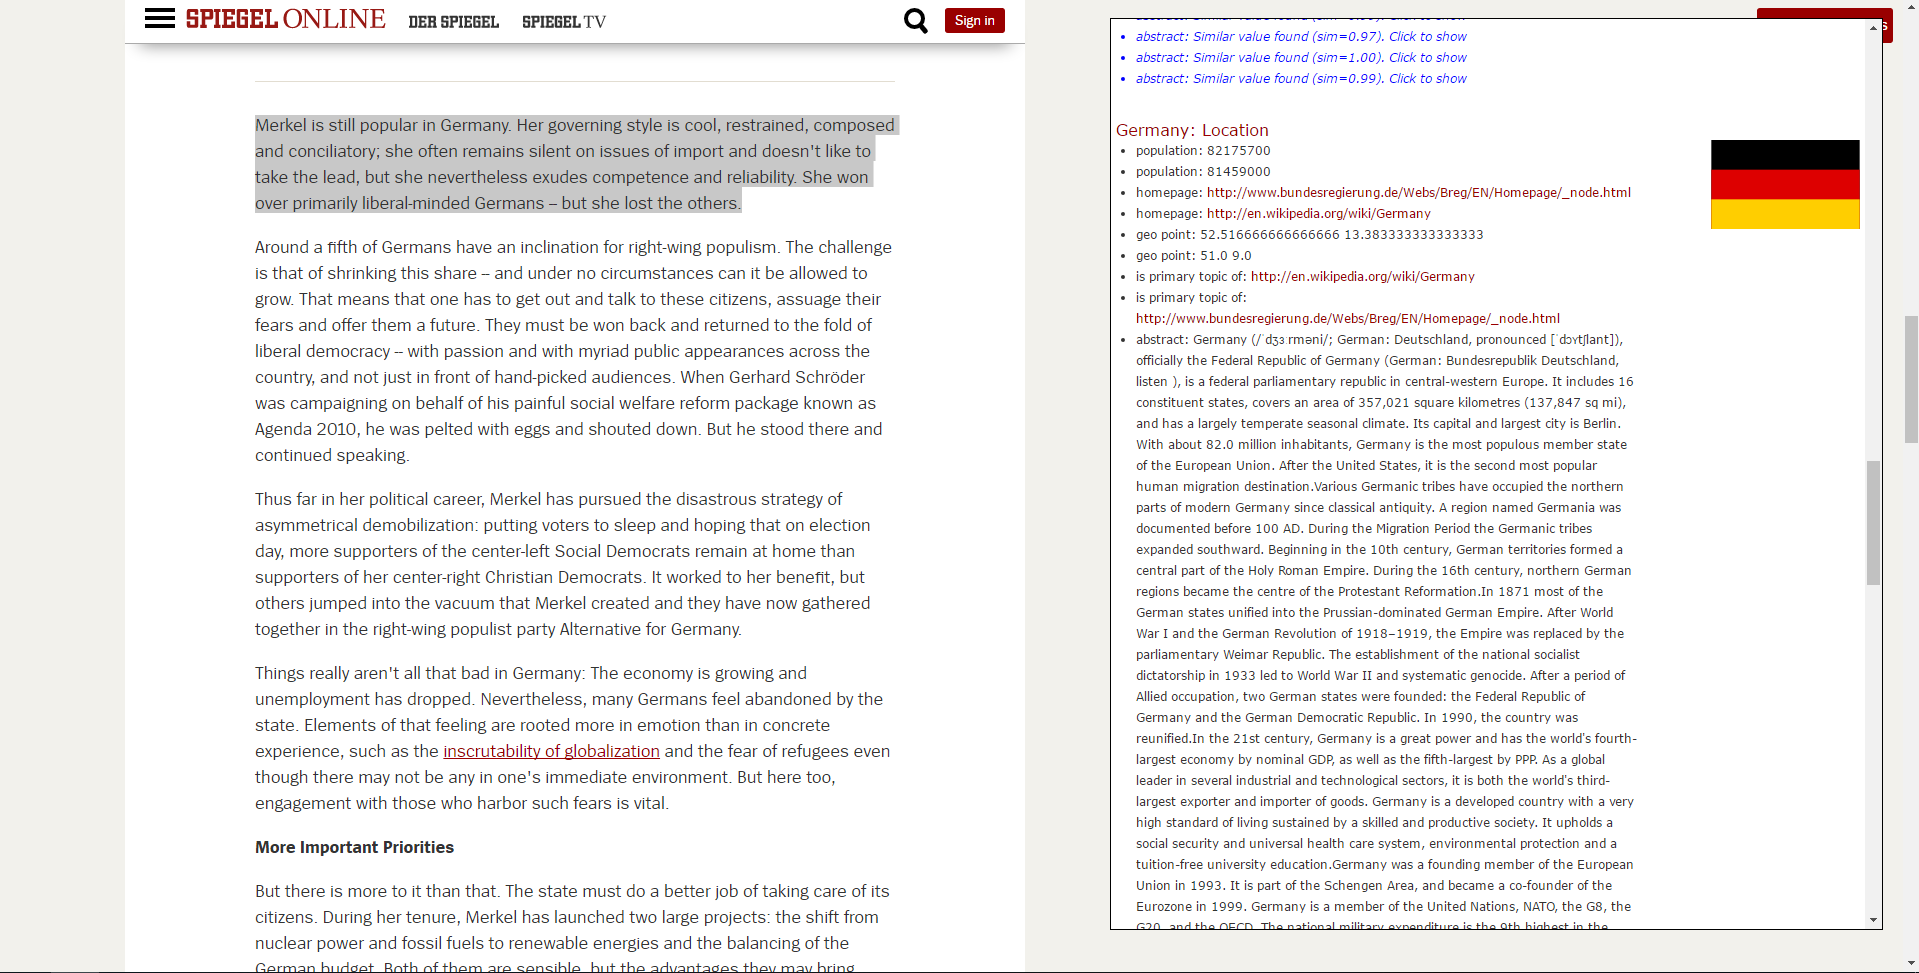 SPIEGEL ONLINE DER SPIEGEL SPIEGEL TV Sign in
Merkel is still popular in Germany. Her governing style is cool, restrained, composed
and conciliatory; she often remains silent on issues of import and doesn't like to
take the lead, but she nevertheless exudes competence and reliability. She won
over primarily liberal-minded Germans – but she lost the others.
Around a fifth of Germans have an inclination for right-wing populism. The challenge
is that of shrinking this share -- and under no circumstances can it be allowed to
grow. That means that one has to get out and talk to these citizens, assuage their
fears and offer them a future. They must be won back and returned to the fold of
liberal democracy -- with passion and with myriad public appearances across the
country, and not just in front of hand-picked audiences. When Gerhard Schröder
was campaigning on behalf of his painful social welfare reform package known as
Agenda 2010, he was pelted with eggs and shouted down. But he stood there and
continued speaking.
Thus far in her political career, Merkel has pursued the disastrous strategy of
asymmetrical demobilization: putting voters to sleep and hoping that on election
day, more supporters of the center-left Social Democrats remain at home than
supporters of her center-right Christian Democrats. It worked to her benefit, but
others jumped into the vacuum that Merkel created and they have now gathered
together in the right-wing populist party Alternative for Germany.
Things really aren't all that bad in Germany: The economy is growing and
unemployment has dropped. Nevertheless, many Germans feel abandoned by the
state. Elements of that feeling are rooted more in emotion than in concrete
experience, such as the inscrutability of globalization and the fear of refugees even
though there may not be any in one's immediate environment. But here too,
engagement with those who harbor such fears is vital.
More Important Priorities
But there is more to it than that. The state must do a better job of taking care of its
citizens. During her tenure, Merkel has launched two large projects: the shift from
nuclear power and fossil fuels to renewable energies and the balancing of the
German budget. Both of them are sensible, but the advantages they may bring
abstract: Similar value found (sim=0.97). Click to show
abstract: Similar value found (sim=1.00). Click to show
abstract: Similar value found (sim=0.99). Click to show
Germany: Location
population: 82175700
population: 81459000
homepage: http://www.bundesregierung.de/Webs/Breg/EN/Homepage/_node.html
homepage: http://en.wikipedia.org/wiki/Germany
geo point: 52.516666666666666 13.383333333333333
geo point: 51.0 9.0
is primary topic of: http://en.wikipedia.org/wiki/Germany
is primary topic of:
http://www.bundesregierung.de/Webs/Breg/EN/Homepage/_node.html
abstract: Germany (/ˈdʒɜːrməni/; German: Deutschland, pronounced [ˈdɔʏtʃlant]),
officially the Federal Republic of Germany (German: Bundesrepublik Deutschland,
listen ), is a federal parliamentary republic in central-western Europe. It includes 16
constituent states, covers an area of 357,021 square kilometres (137,847 sq mi),
and has a largely temperate seasonal climate. Its capital and largest city is Berlin.
With about 82.0 million inhabitants, Germany is the most populous member state
of the European Union. After the United States, it is the second most popular
human migration destination.Various Germanic tribes have occupied the northern
parts of modern Germany since classical antiquity. A region named Germania was
documented before 100 AD. During the Migration Period the Germanic tribes
expanded southward. Beginning in the 10th century, German territories formed a
central part of the Holy Roman Empire. During the 16th century, northern German
regions became the centre of the Protestant Reformation.In 1871 most of the
German states unified into the Prussian-dominated German Empire. After World
War I and the German Revolution of 1918–1919, the Empire was replaced by the
parliamentary Weimar Republic. The establishment of the national socialist
dictatorship in 1933 led to World War II and systematic genocide. After a period of
Allied occupation, two German states were founded: the Federal Republic of
Germany and the German Democratic Republic. In 1990, the country was
reunified.In the 21st century, Germany is a great power and has the world's fourth-
largest economy by nominal GDP, as well as the fifth-largest by PPP. As a global
leader in several industrial and technological sectors, it is both the world's third-
largest exporter and importer of goods. Germany is a developed country with a very
high standard of living sustained by a skilled and productive society. It upholds a
social security and universal health care system, environmental protection and a
tuition-free university education.Germany was a founding member of the European
Union in 1993. It is part of the Schengen Area, and became a co-founder of the
Eurozone in 1999. Germany is a member of the United Nations, NATO, the G8, the
G20, and the OECD. The national military expenditure is the 9th highest in the